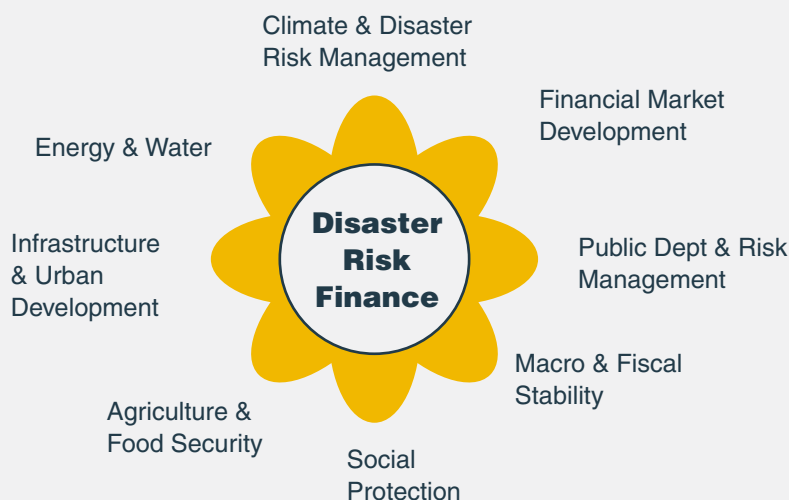 Climate & Disaster
Risk Management
Financial Market
Development
Energy & Water
Disaster
Risk
Finance
Infrastructure
& Urban
Development
Public Dept & Risk
Management
Macro & Fiscal
Stability
Agriculture &
Food Security
Social
Protection